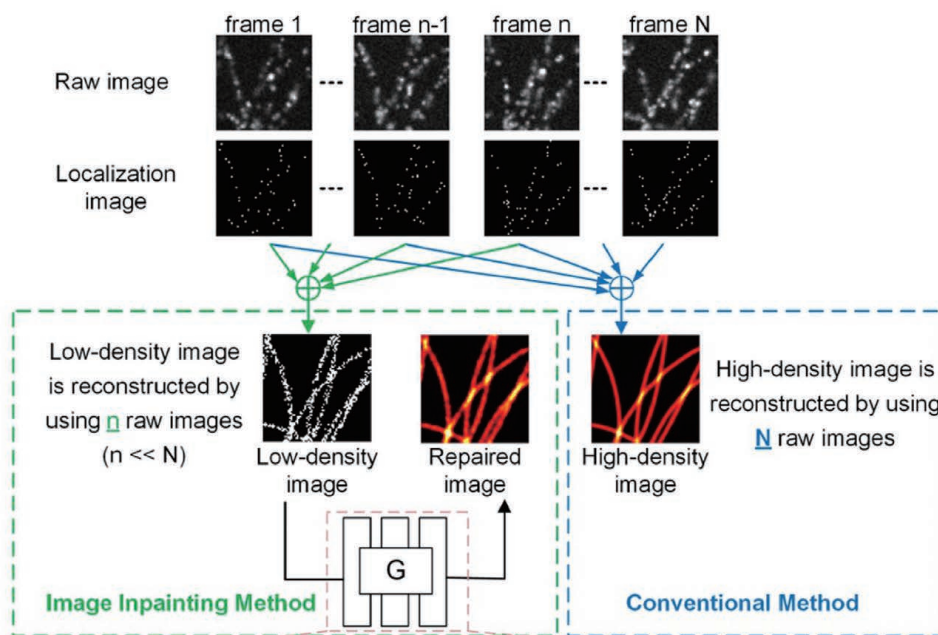 frame 1 frame n-1 frame n frame N
Raw image
Localization
image
Low-density image
is reconstructed by
using n raw images
(n << N)
Low-density
image
Repaired
image
High-density
image
High-density image is
reconstructed by using
N raw images
G
Image Inpainting Method
Conventional Method